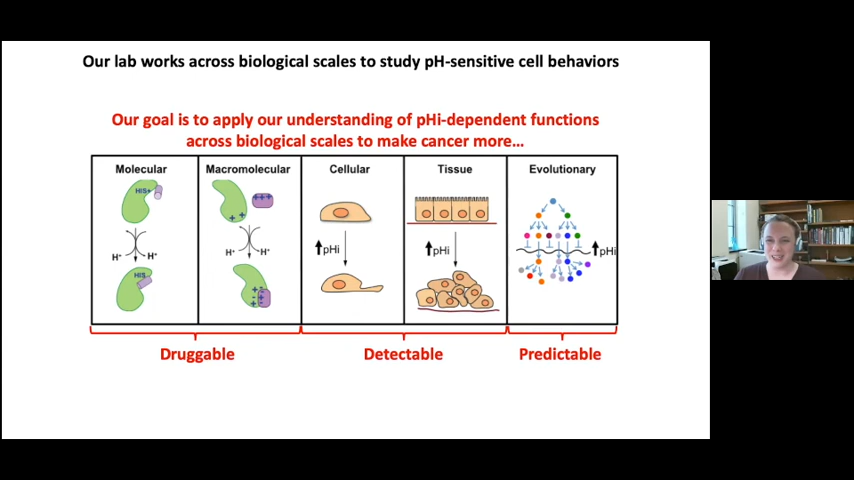 Our lab works across biological scales to study pH-sensitive cell behaviors
Our goal is to apply our understanding of pHi-dependent functions
across biological scales to make cancer more…
Molecular
Macromolecular
Cellular
Tissue
Evolutionary
HIS+
+++
+ +
H⁺ H⁺
H⁺ H⁺
pHi
pHi
pHi
HIS
Druggable
Detectable
Predictable